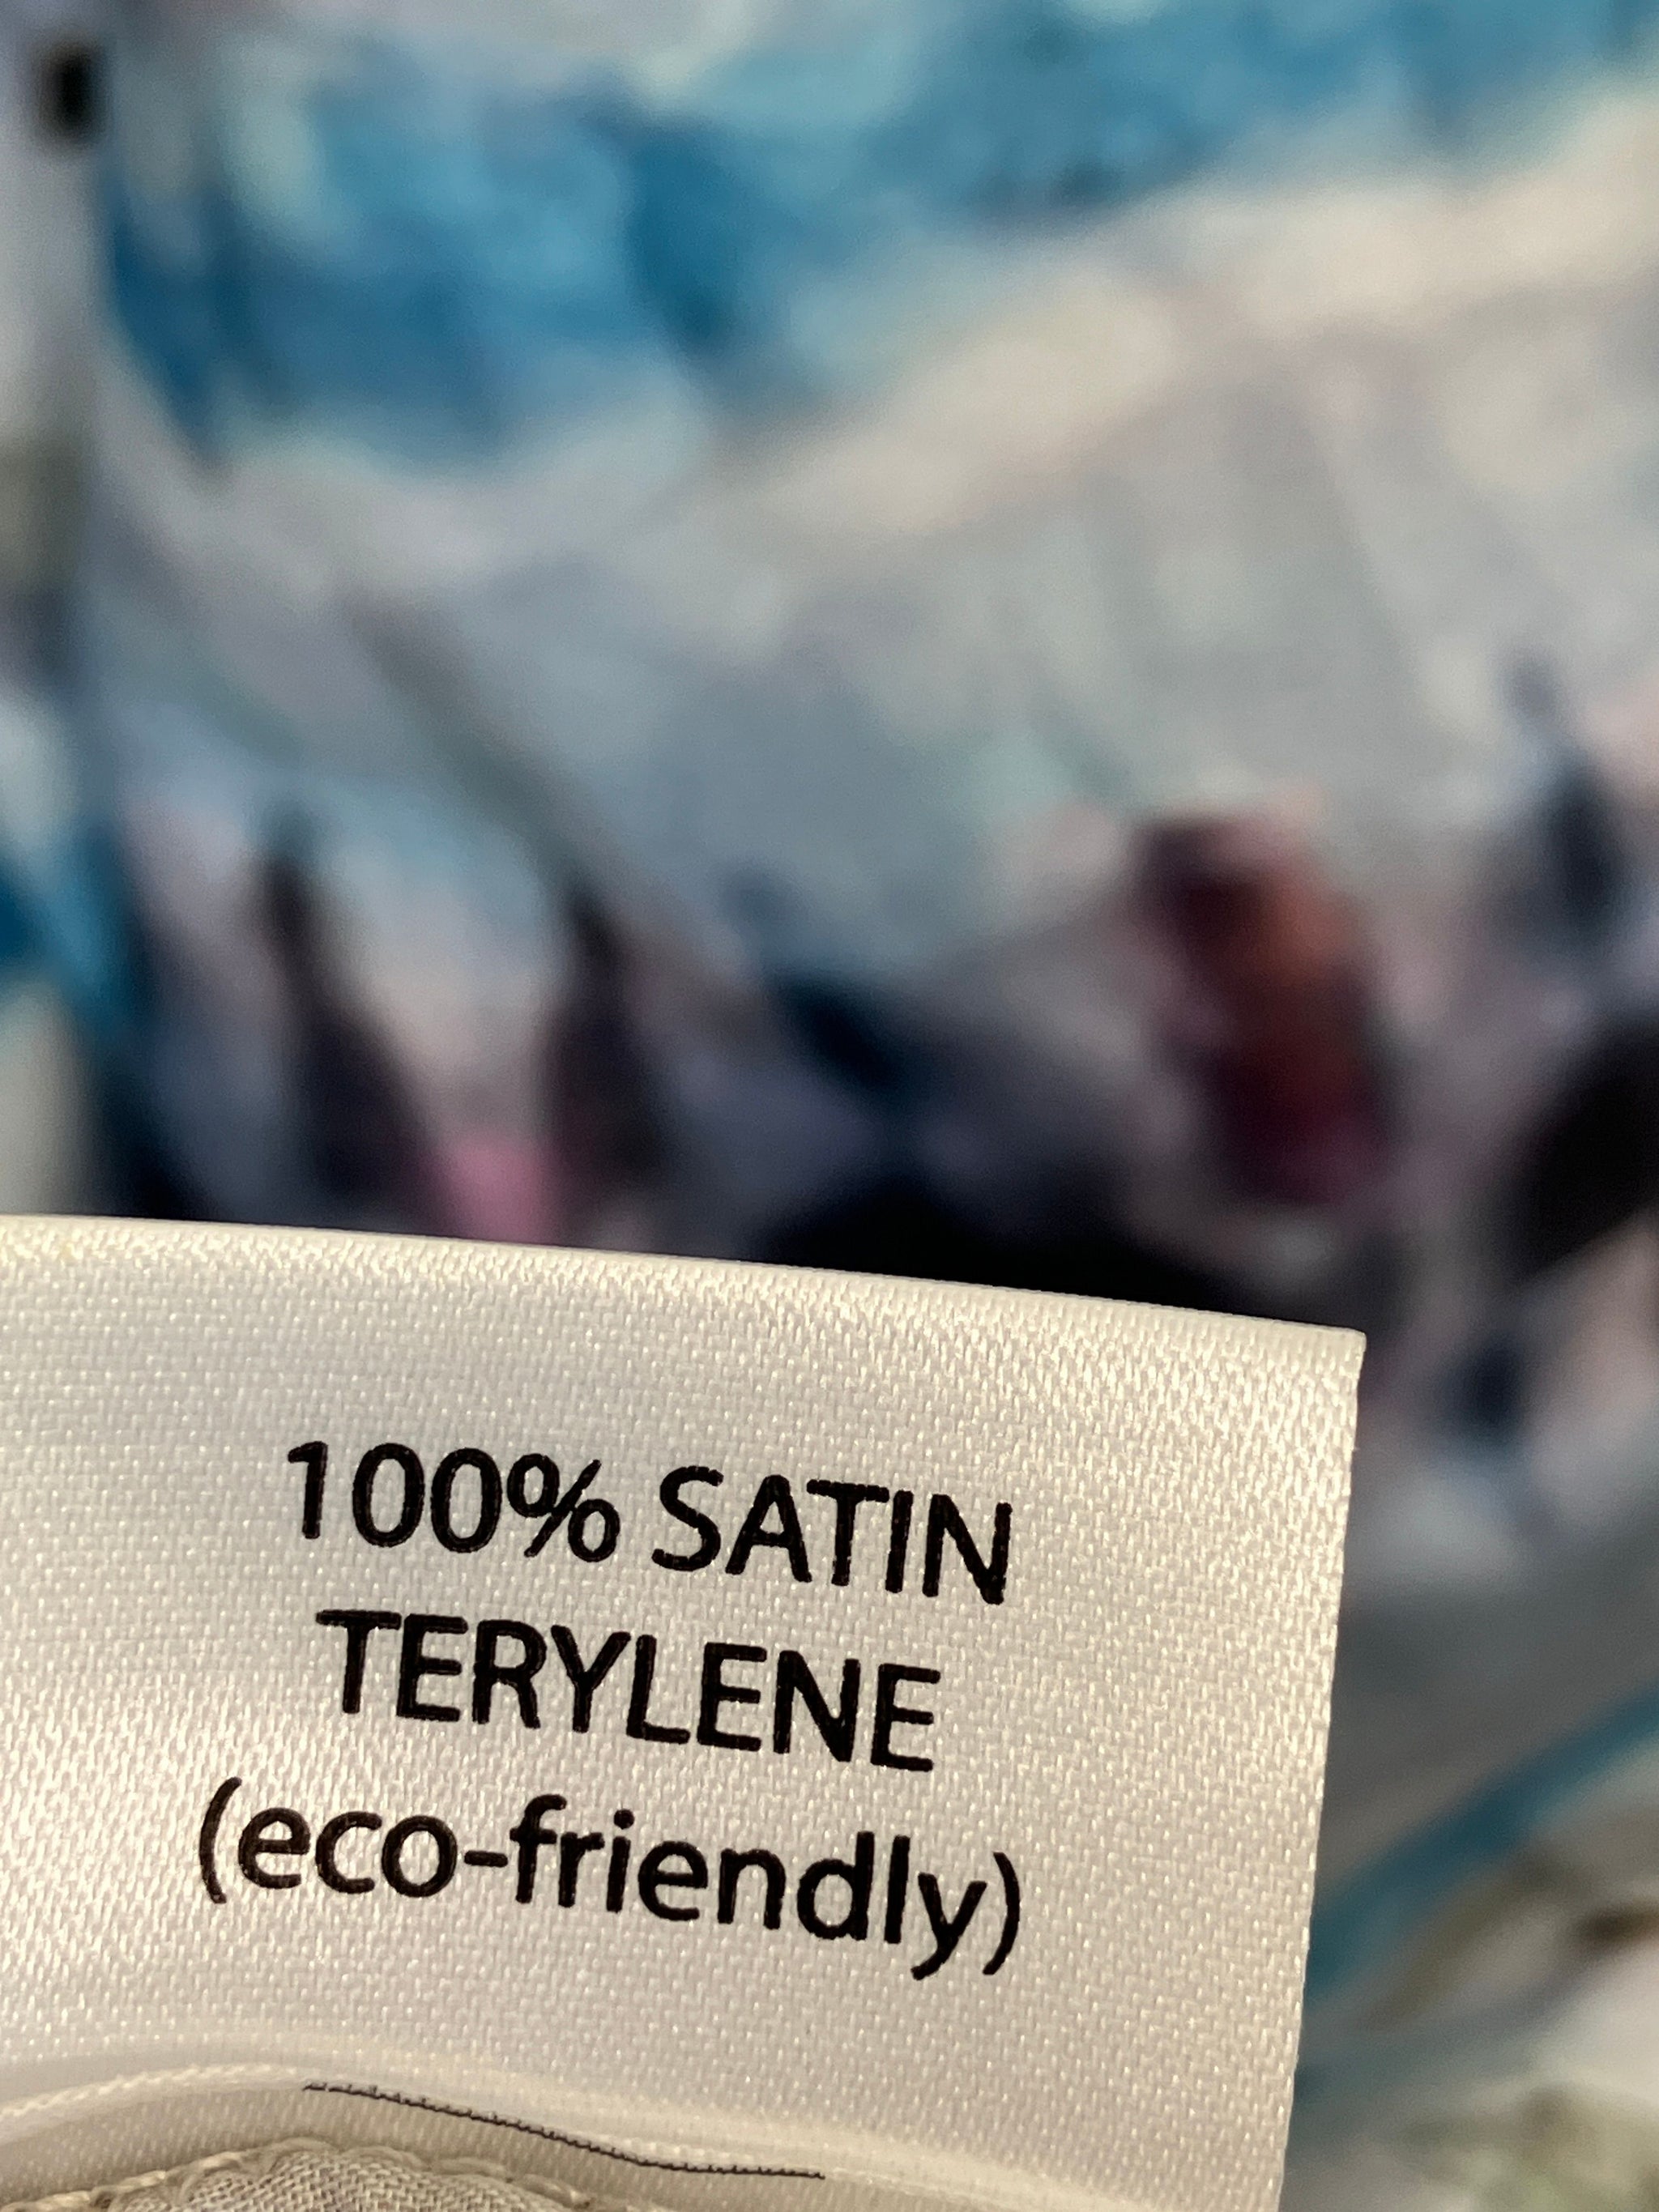 100% SATIN
TERYLENE
(eco-friendly)